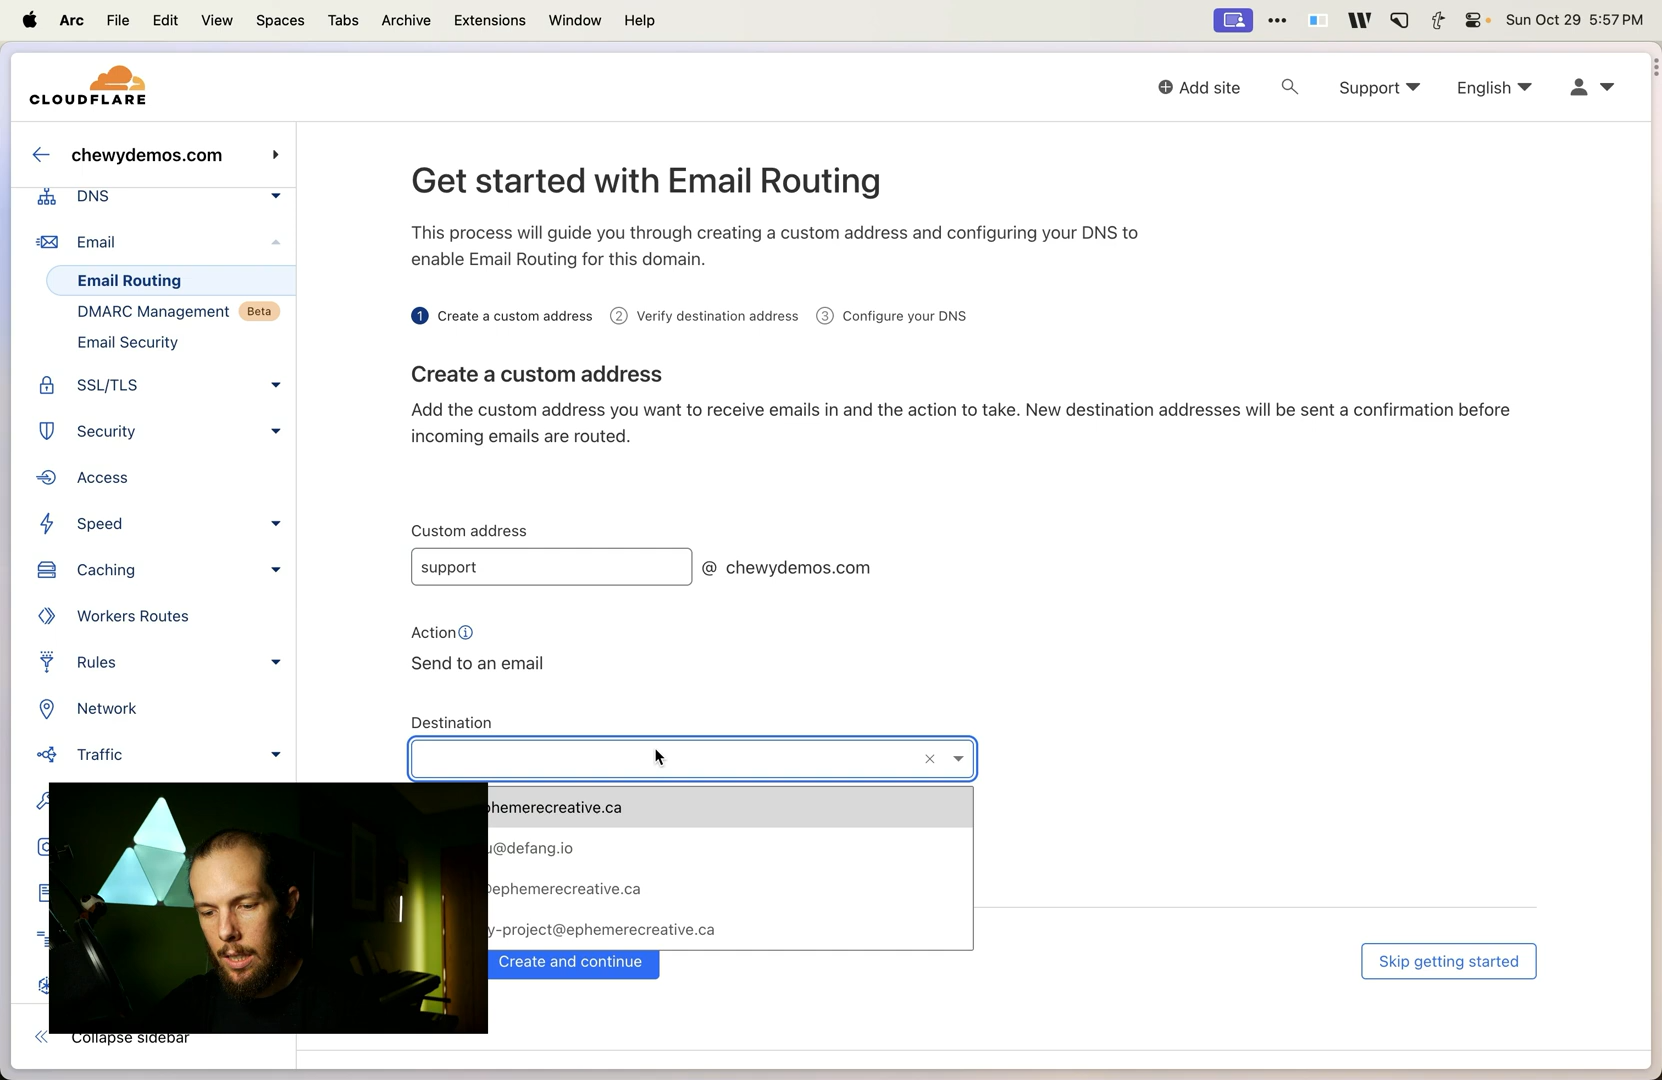 Arc File Edit View Spaces Tabs Archive Extensions Window Help
Sun Oct 29 5:57 PM
CLOUDFLARE
Add site
Support
English
chewydemos.com
DNS
Email
Email Routing
DMARC Management Beta
Email Security
SSL/TLS
Security
Access
Speed
Caching
Workers Routes
Rules
Network
Traffic
Collapse sidebar
Get started with Email Routing
This process will guide you through creating a custom address and configuring your DNS to
enable Email Routing for this domain.
1 Create a custom address 2 Verify destination address 3 Configure your DNS
Create a custom address
Add the custom address you want to receive emails in and the action to take. New destination addresses will be sent a confirmation before
incoming emails are routed.
Custom address
support @ chewydemos.com
Action
Send to an email
Destination
phemerecreative.ca
u@defang.io
@ephemerecreative.ca
y-project@ephemerecreative.ca
Create and continue
Skip getting started